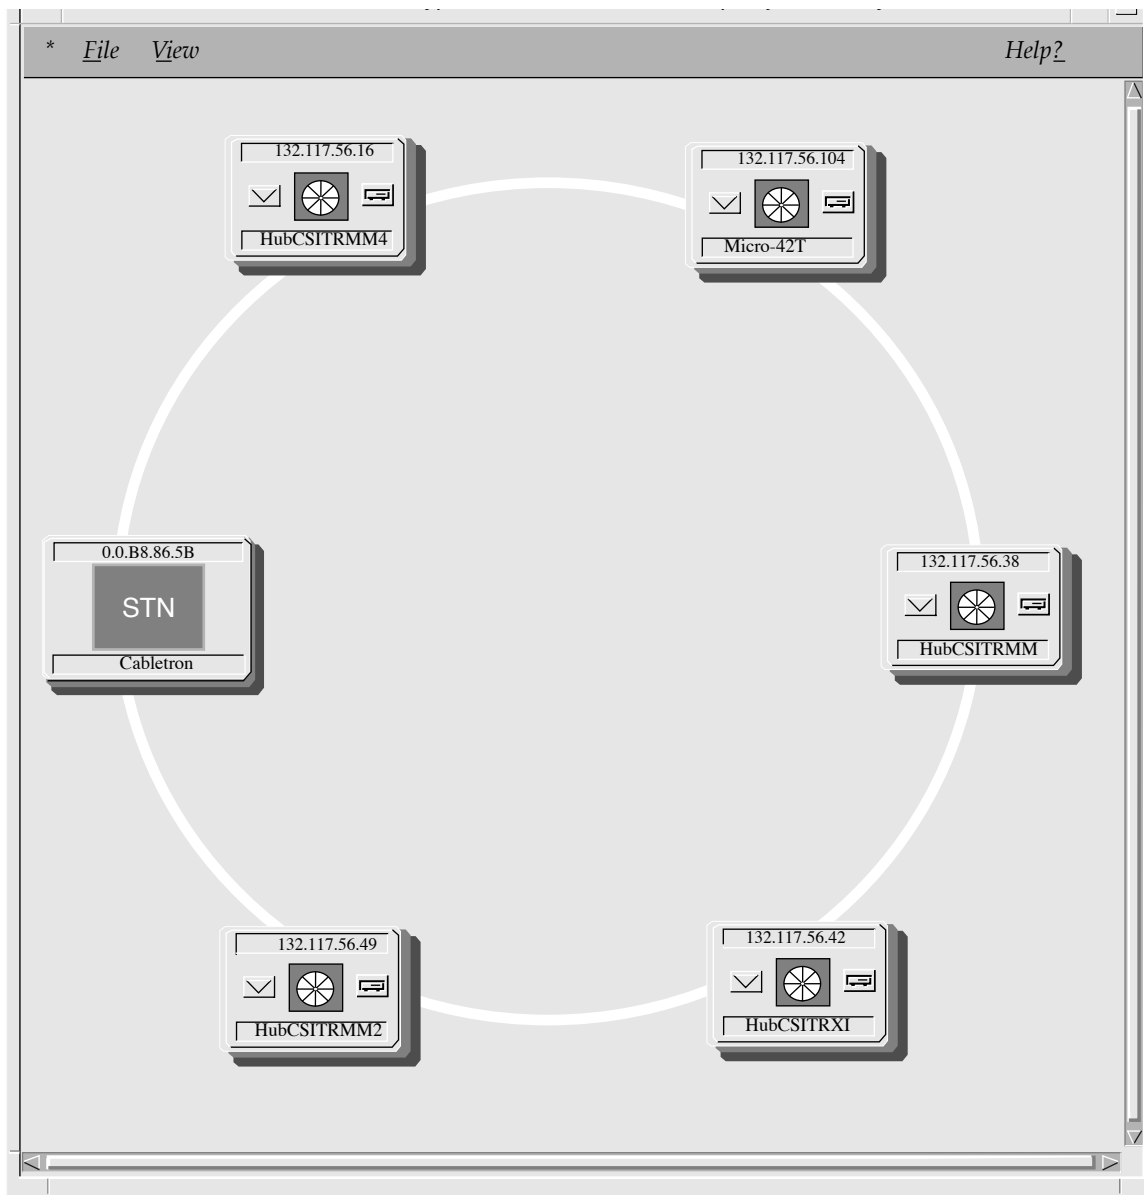 * File View Help?
132.117.56.16
HubCSITRMM4
132.117.56.104
Micro-42T
0.0.B8.86.5B
STN
Cabletron
132.117.56.38
HubCSITRMM
132.117.56.49
HubCSITRMM2
132.117.56.42
HubCSITRXI